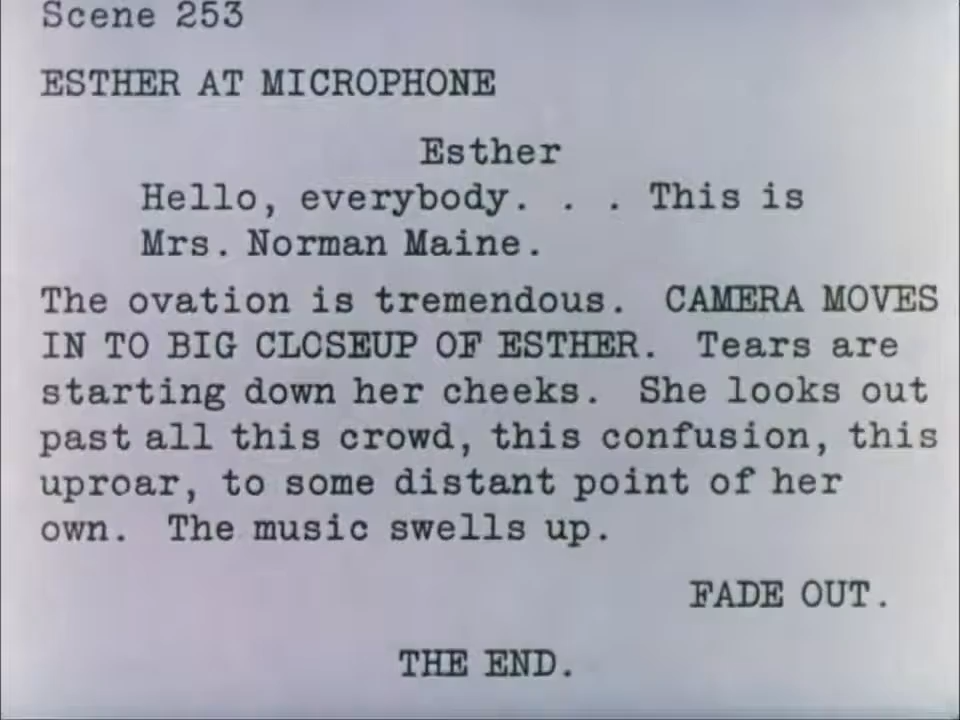 Scene 253
ESTHER AT MICROPHONE
Esther
Hello, everybody. . . This is
Mrs. Norman Maine.
The ovation is tremendous. CAMERA MOVES
IN TO BIG CLOSEUP OF ESTHER. Tears are
starting down her cheeks. She looks out
past all this crowd, this confusion, this
uproar, to some distant point of her
own. The music swells up.
FADE OUT.
THE END.